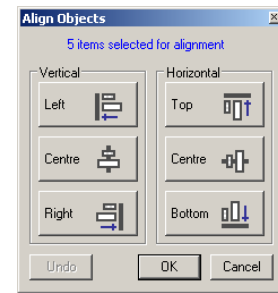 Align Objects
5 items selected for alignment
Vertical Horizontal
Left Top
Centre Centre
Right Bottom
Undo OK Cancel